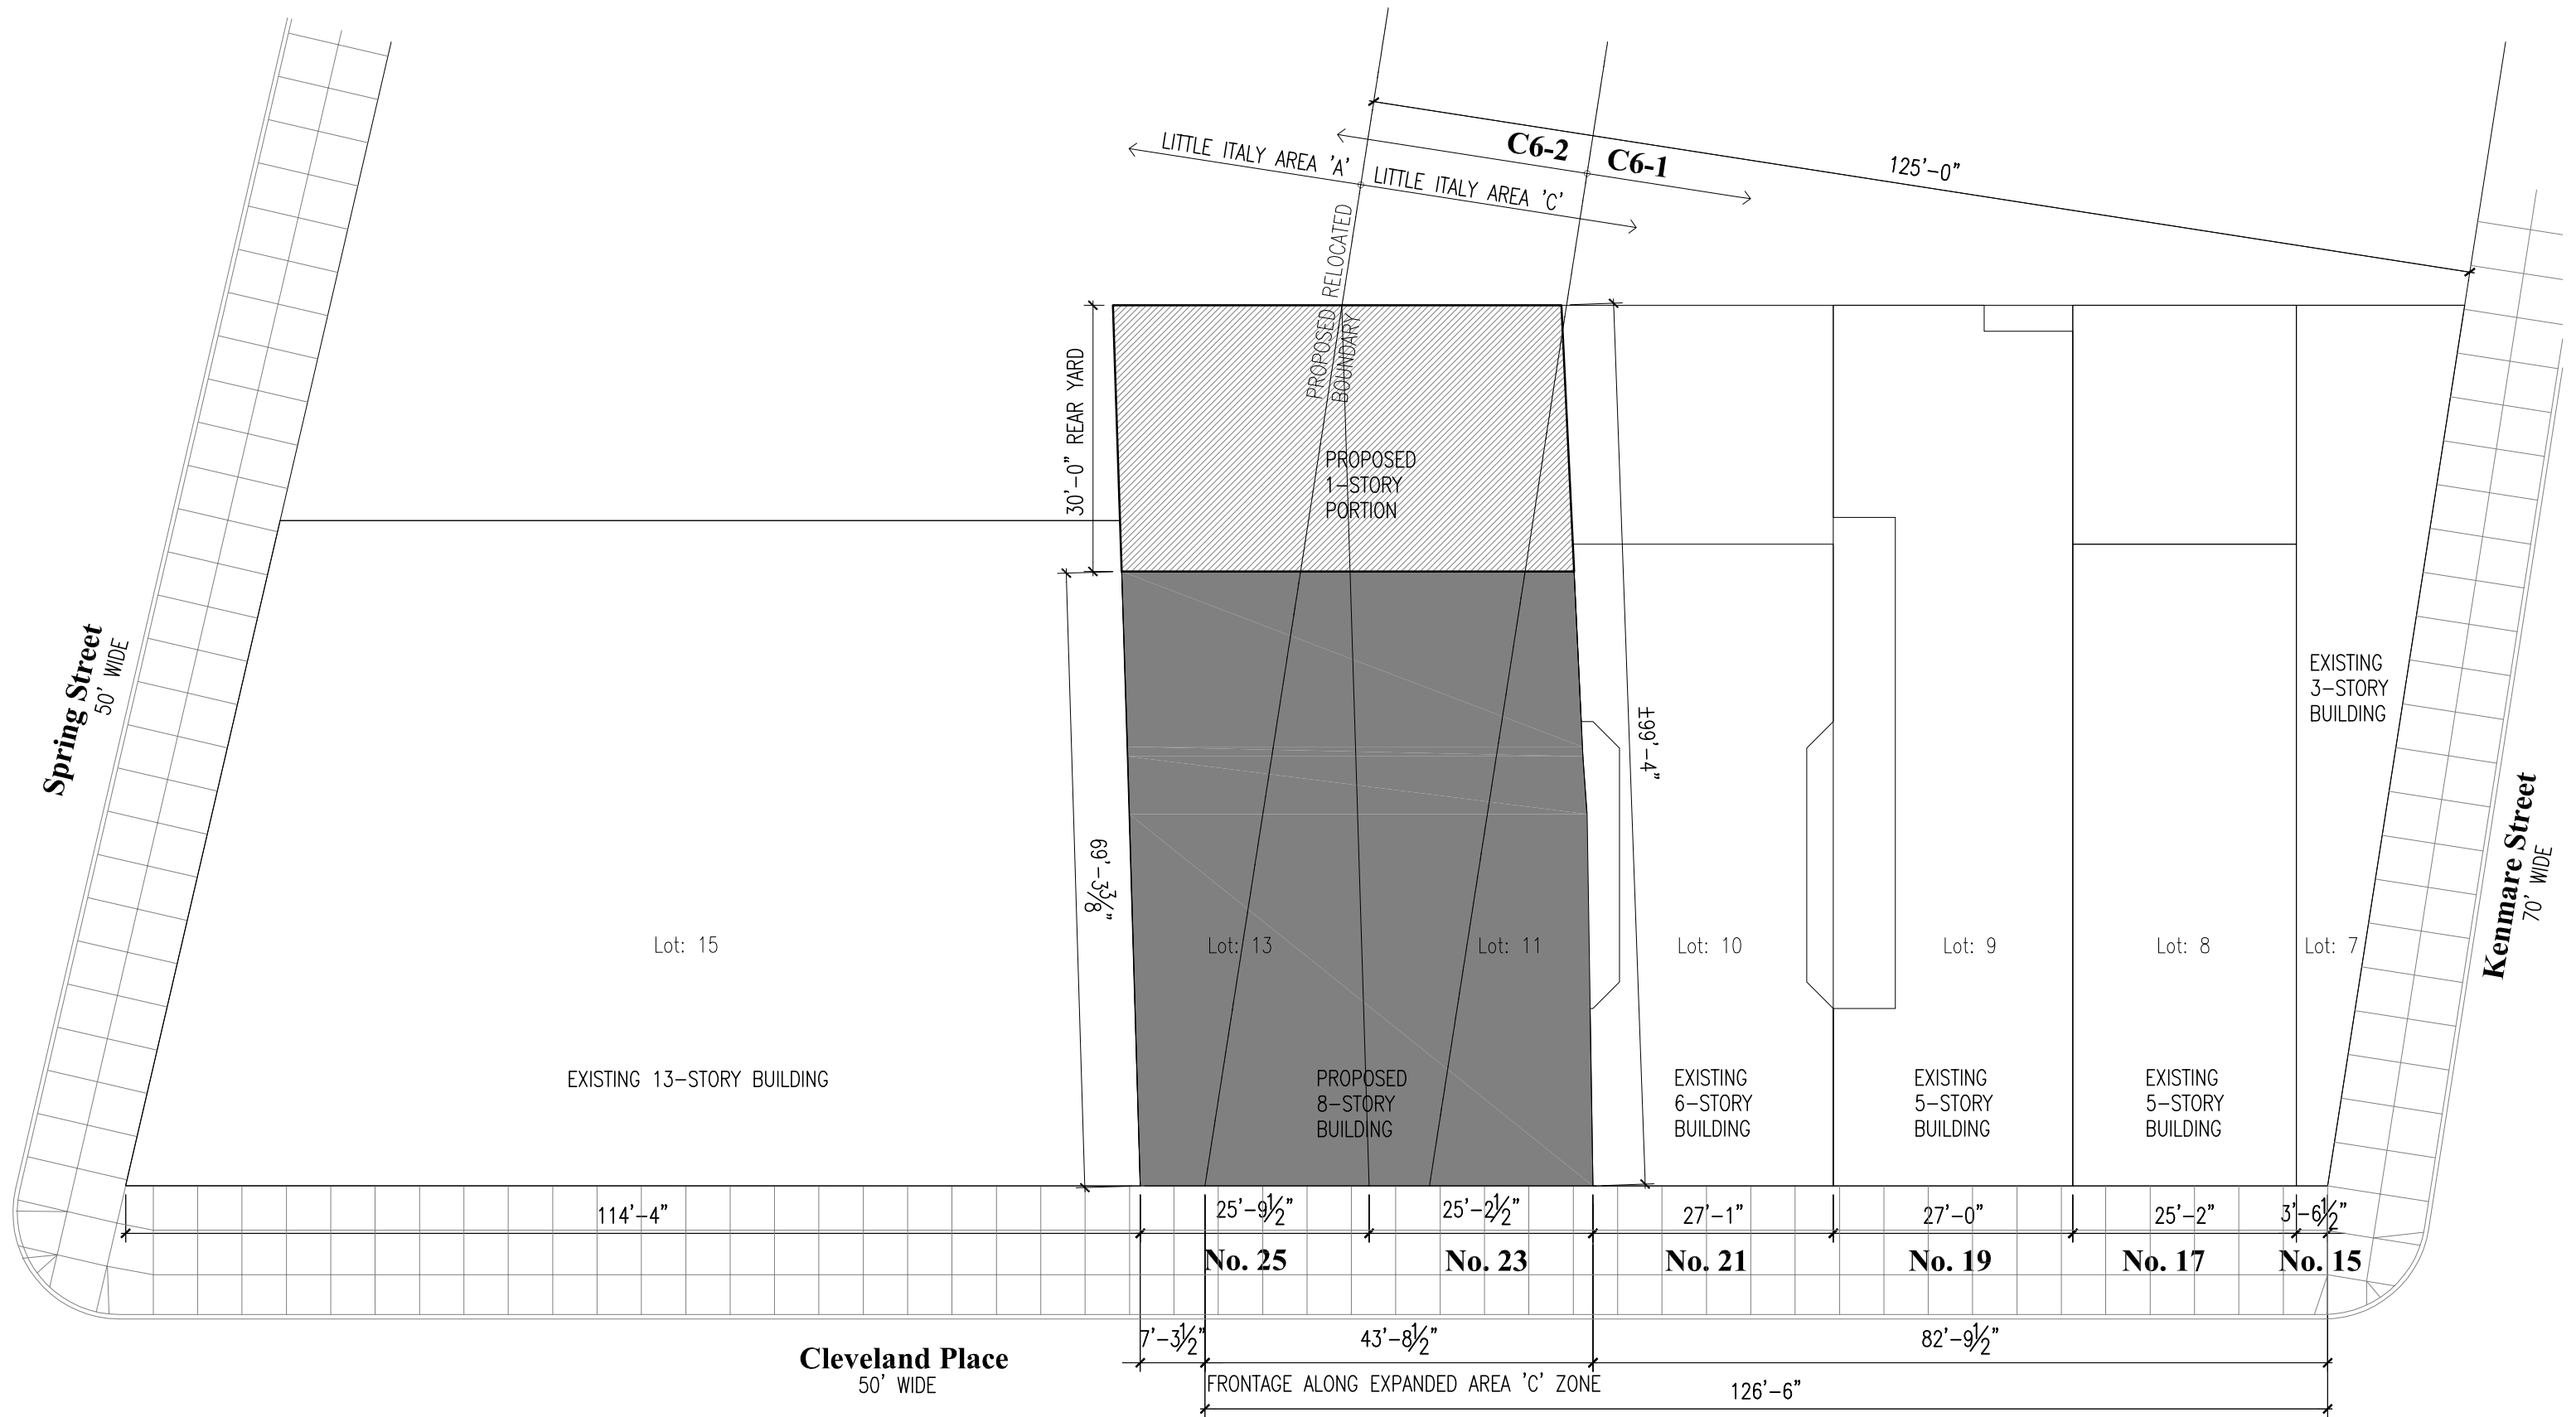 C6-2
C6-1
125'-0"
LITTLE ITALY AREA 'A'
LITTLE ITALY AREA 'C'
PROPOSED RELOCATED
BOUNDARY
30'-0" REAR YARD
PROPOSED
1-STORY
PORTION
±99'-4"
69'-3⅜"
Spring Street
50' WIDE
EXISTING
3-STORY
BUILDING
Kenmare Street
70' WIDE
Lot: 15
Lot: 13
Lot: 11
Lot: 10
Lot: 9
Lot: 8
Lot: 7
EXISTING 13-STORY BUILDING
PROPOSED
8-STORY
BUILDING
EXISTING
6-STORY
BUILDING
EXISTING
5-STORY
BUILDING
EXISTING
5-STORY
BUILDING
114'-4"
25'-9½"
25'-2½"
27'-1"
27'-0"
25'-2"
3'-6½"
No. 25
No. 23
No. 21
No. 19
No. 17
No. 15
7'-3½"
43'-8½"
82'-9½"
Cleveland Place
50' WIDE
FRONTAGE ALONG EXPANDED AREA 'C' ZONE
126'-6"